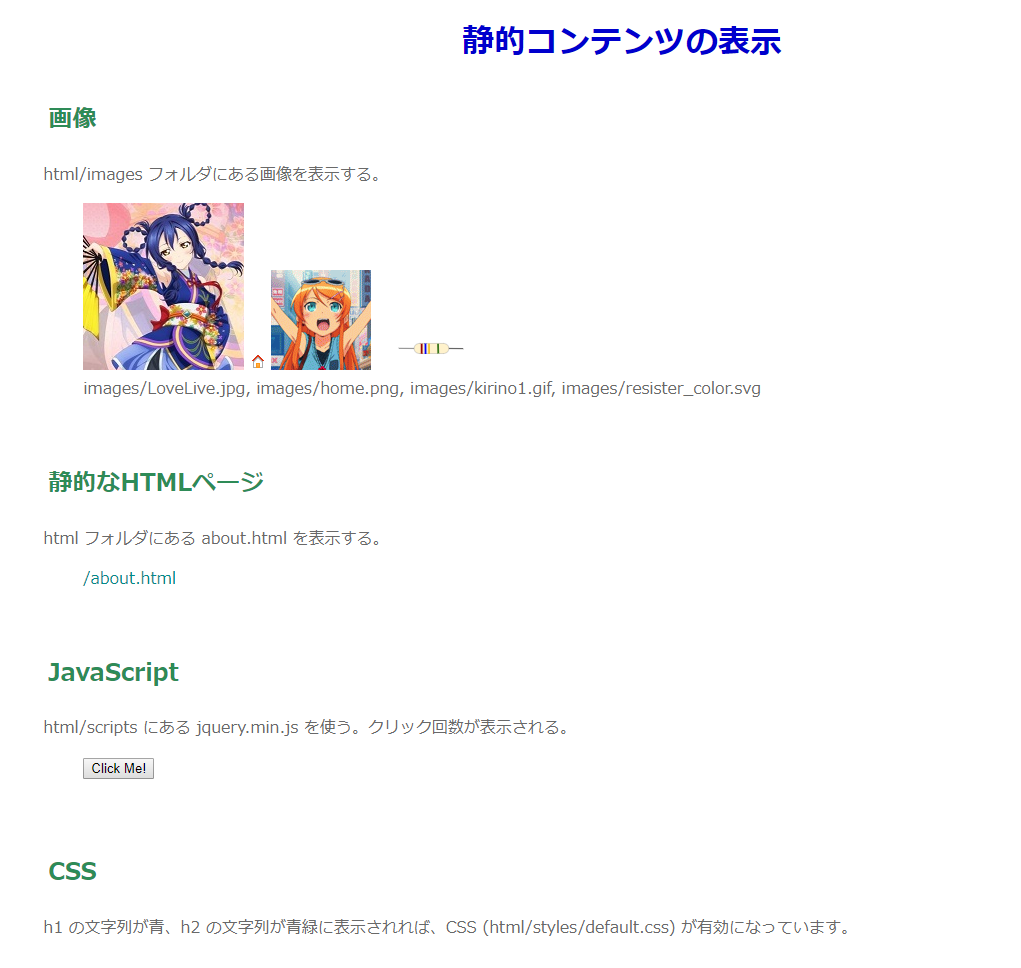 静的コンテンツの表示
画像
html/images フォルダにある画像を表示する。
images/LoveLive.jpg, images/home.png, images/kirino1.gif, images/resister_color.svg
静的なHTMLページ
html フォルダにある about.html を表示する。
/about.html
JavaScript
html/scripts にある jquery.min.js を使う。クリック回数が表示される。
Click Me!
CSS
h1 の文字列が青、h2 の文字列が青緑に表示されれば、CSS (html/styles/default.css) が有効になっています。